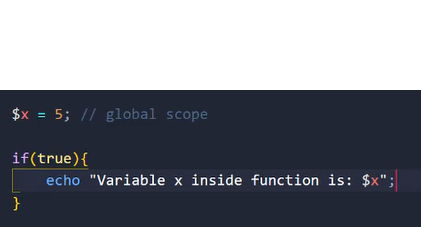 $x = 5; // global scope
if(true){
echo "Variable x inside function is: $x";
}